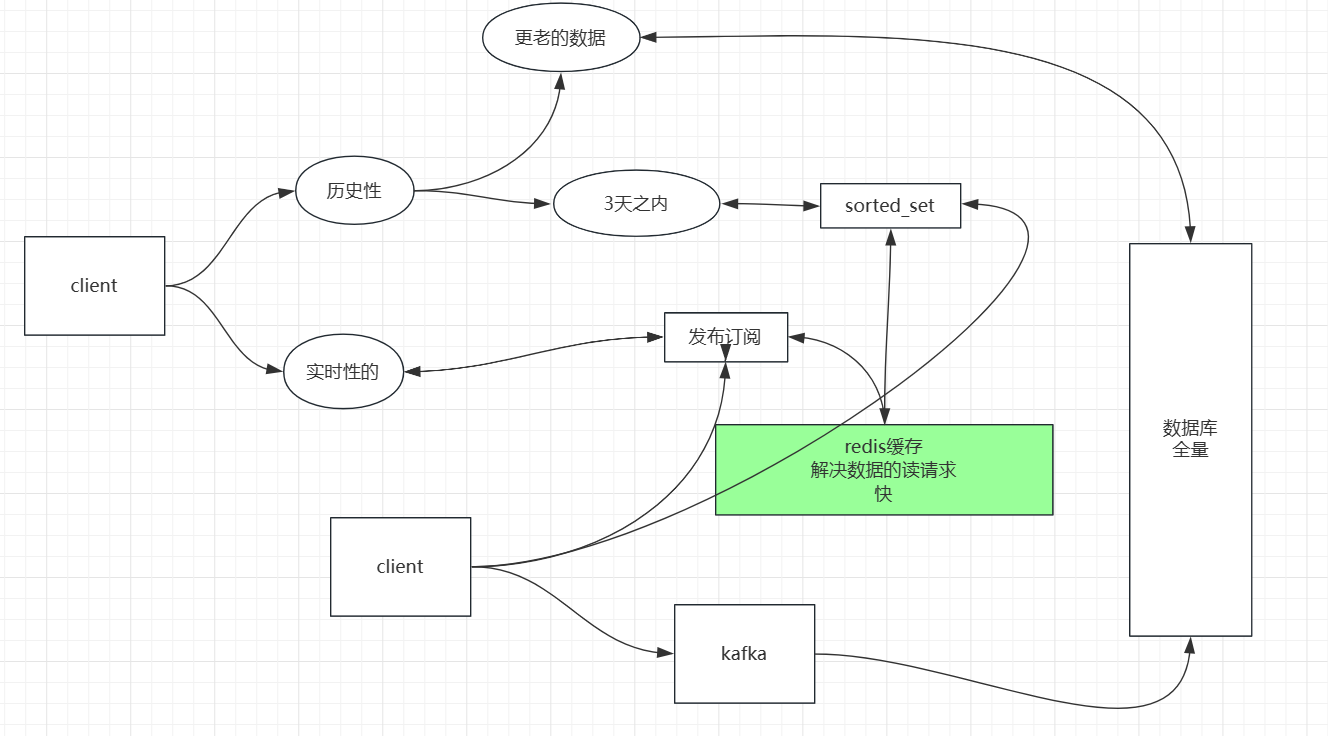 更老的数据
历史性
3天之内
sorted_set
client
发布订阅
实时性的
redis缓存
解决数据的读请求
快
数据库
全量
client
kafka